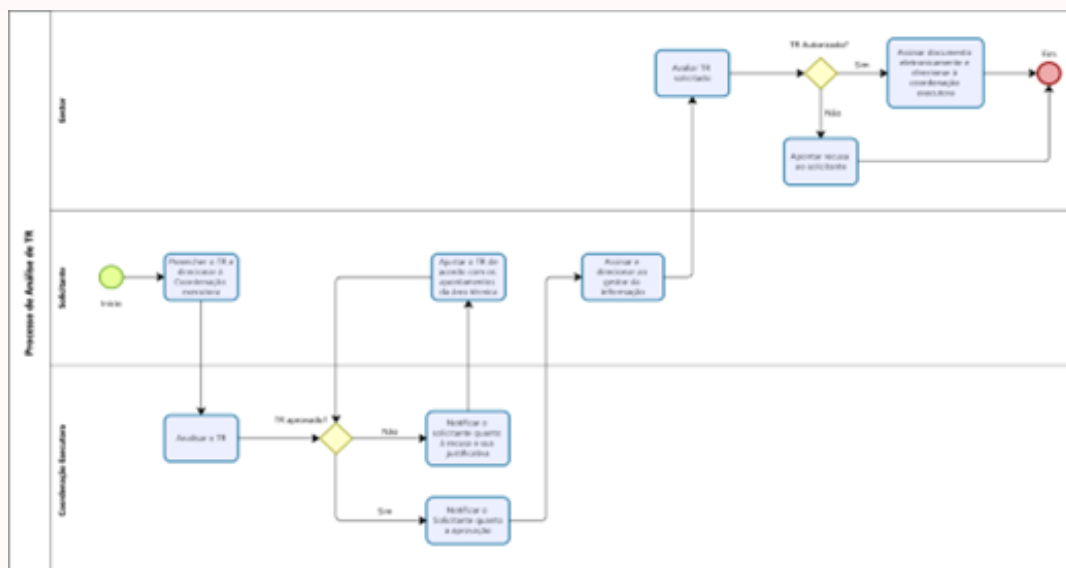 Processo de Análise de TR
Gestor
Avaliar TR
solicitado
TR Autorizado?
Sim
Não
Assinar documento
eletronicamente e
direcionar à
coordenação
executora
Apontar recusa
ao solicitante
Fim
Solicitante
Início
Preencher o TR e
direcionar à
Coordenação
executora
Ajustar o TR de
acordo com os
apontamentos
da área técnica
Assinar e
direcionar ao
gestor da
informação
Coordenação Executora
Analisar o TR
TR aprovado?
Não
Notificar o
solicitante quanto
à recusa e sua
justificativa
Sim
Notificar o
Solicitante quanto
a aprovação